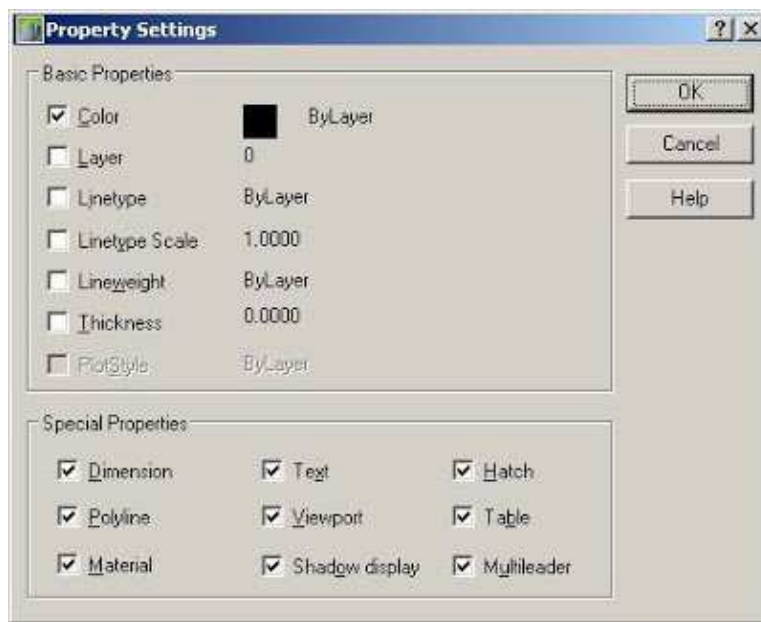 Property Settings
Basic Properties
Color ByLayer
Layer 0
Linetype ByLayer
Linetype Scale 1.0000
Lineweight ByLayer
Thickness 0.0000
PlotStyle ByLayer
OK
Cancel
Help
Special Properties
Dimension Text Hatch
Polyline Viewport Table
Material Shadow display Multileader